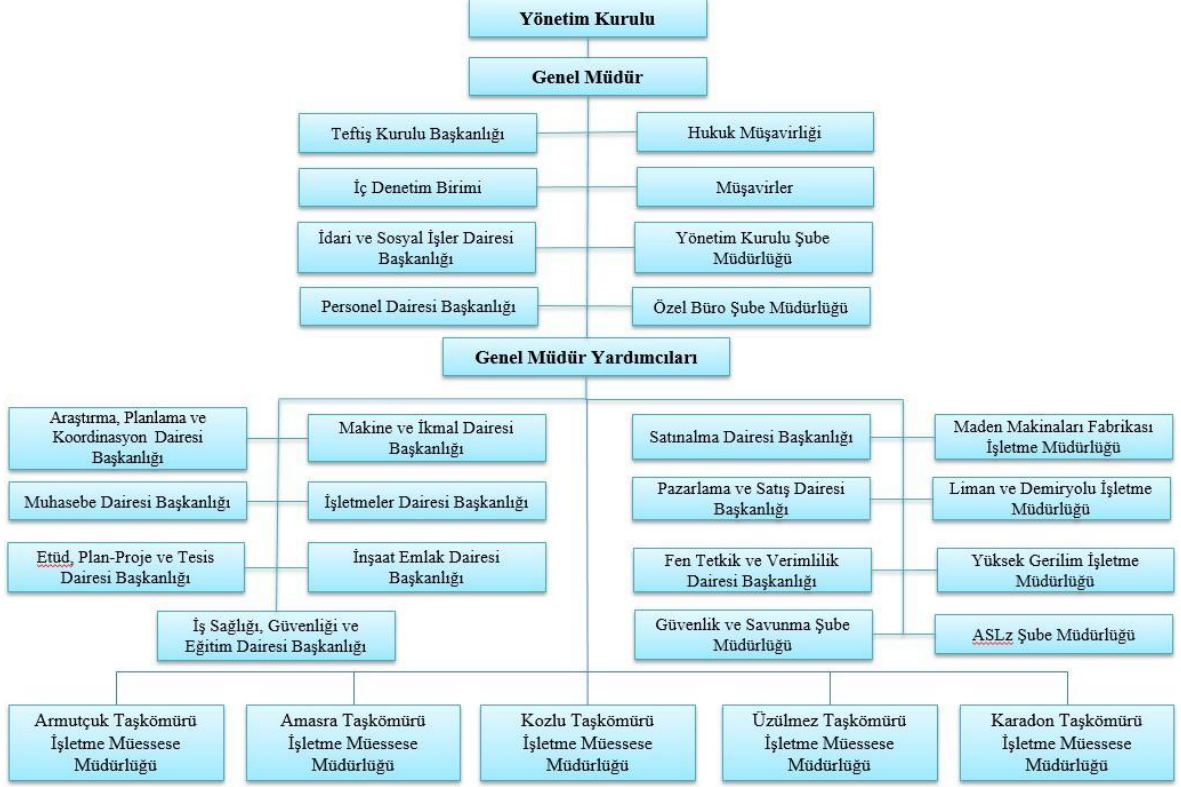 Yönetim Kurulu
Genel Müdür
Teftiş Kurulu Başkanlığı
Hukuk Müşavirliği
İç Denetim Birimi
Müşavirler
İdari ve Sosyal İşler Dairesi
Başkanlığı
Yönetim Kurulu Şube
Müdürlüğü
Personel Dairesi Başkanlığı
Özel Büro Şube Müdürlüğü
Genel Müdür Yardımcıları
Araştırma, Planlama ve
Koordinasyon Dairesi
Başkanlığı
Makine ve İkmal Dairesi
Başkanlığı
Satınalma Dairesi Başkanlığı
Maden Makinaları Fabrikası
İşletme Müdürlüğü
Muhasebe Dairesi Başkanlığı
İşletmeler Dairesi Başkanlığı
Pazarlama ve Satış Dairesi
Başkanlığı
Liman ve Demiryolu İşletme
Müdürlüğü
Etüd, Plan-Proje ve Tesis
Dairesi Başkanlığı
İnşaat Emlak Dairesi
Başkanlığı
Fen Tetkik ve Verimlilik
Dairesi Başkanlığı
Yüksek Gerilim İşletme
Müdürlüğü
İş Sağlığı, Güvenliği ve
Eğitim Dairesi Başkanlığı
Güvenlik ve Savunma Şube
Müdürlüğü
ASLz Şube Müdürlüğü
Armutçuk Taşkömürü
İşletme Müessese
Müdürlüğü
Amasra Taşkömürü
İşletme Müessese
Müdürlüğü
Kozlu Taşkömürü
İşletme Müessese
Müdürlüğü
Üzülmez Taşkömürü
İşletme Müessese
Müdürlüğü
Karadon Taşkömürü
İşletme Müessese
Müdürlüğü